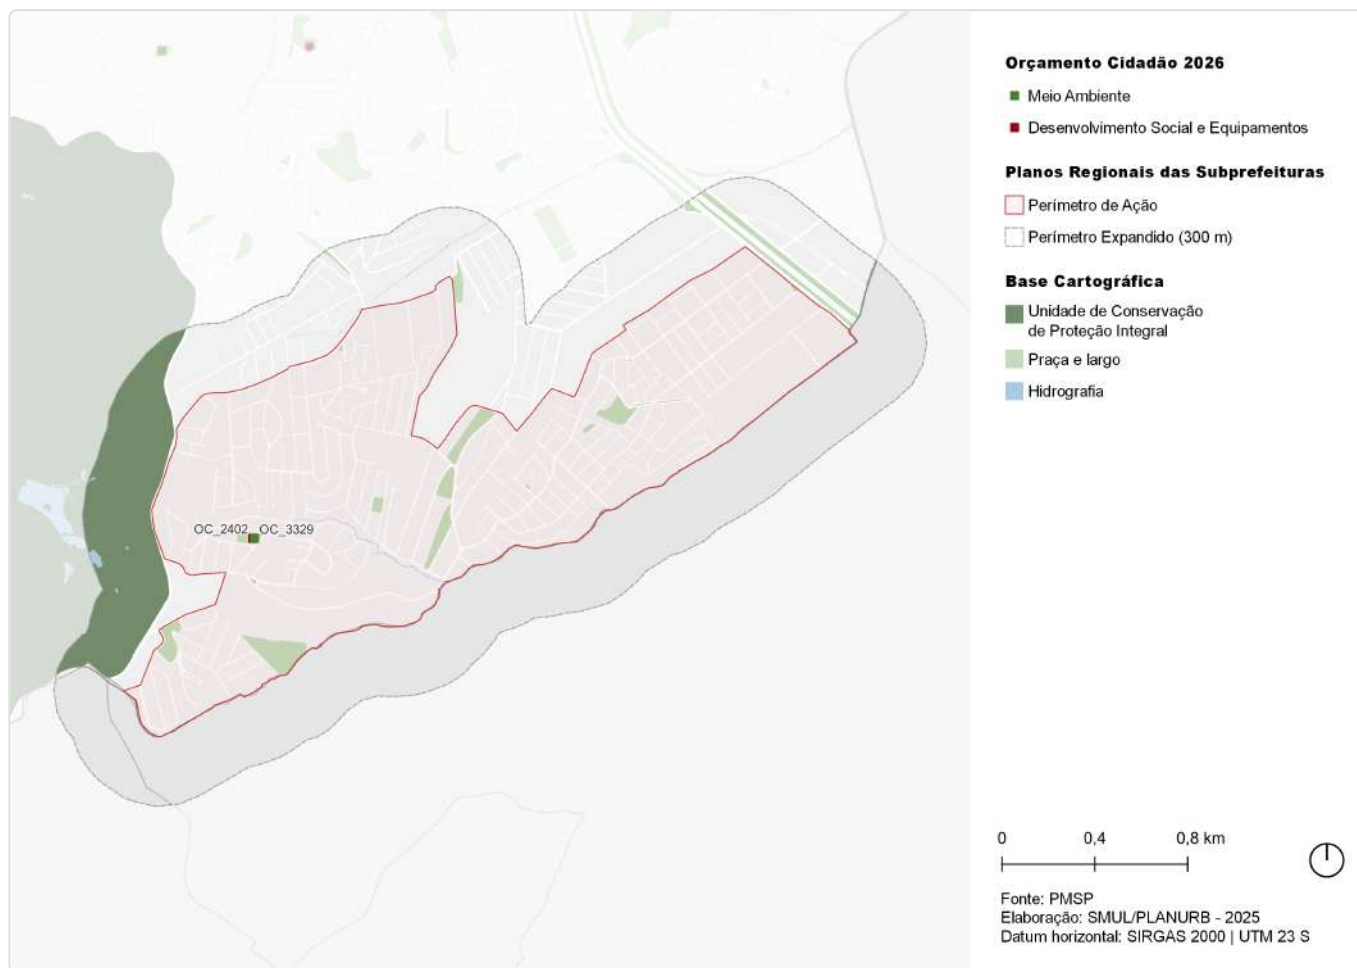 Orçamento Cidadão 2026
Meio Ambiente
Desenvolvimento Social e Equipamentos
Planos Regionais das Subprefeituras
Perímetro de Ação
Perímetro Expandido (300 m)
Base Cartográfica
Unidade de Conservação
de Proteção Integral
Praça e largo
Hidrografia
OC_2402 OC_3329
0 0,4 0,8 km
Fonte: PMSP
Elaboração: SMUL/PLANURB - 2025
Datum horizontal: SIRGAS 2000 | UTM 23 S